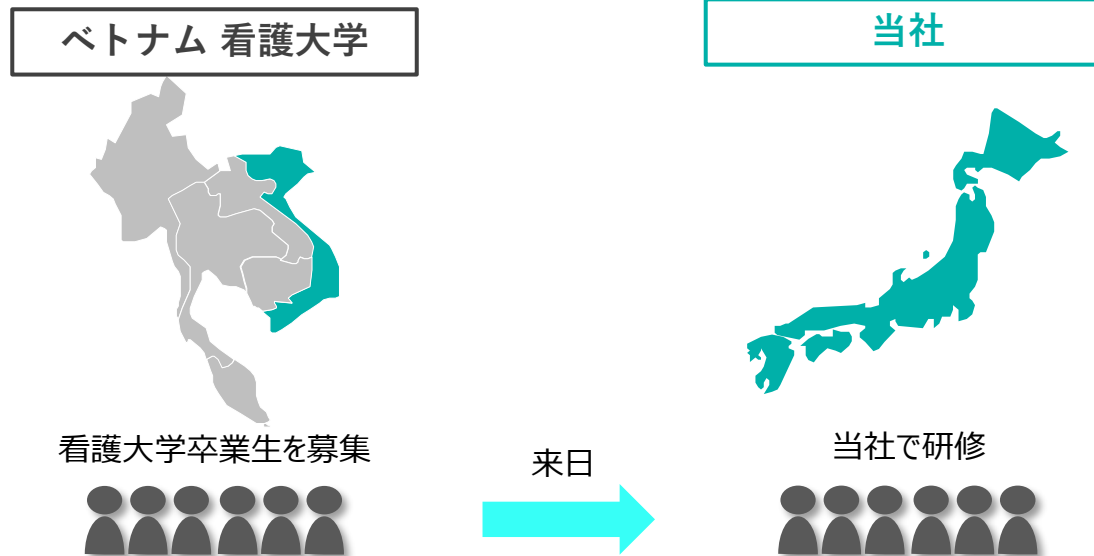 ベトナム 看護大学
当社
看護大学卒業生を募集
来日
当社で研修